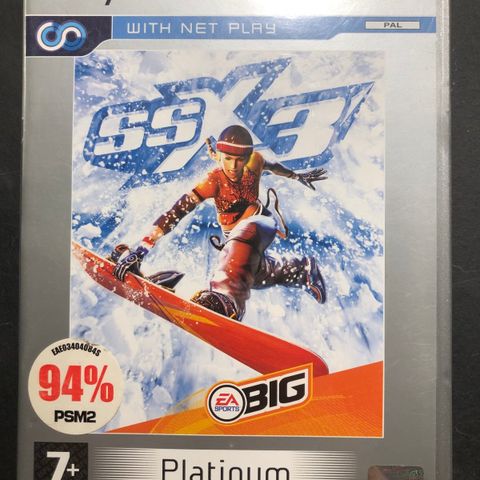 WITH NET PLAY
PAL
SSX3
EAE03404084S
94%
PSM2
EA
SPORTS
BIG
7+
Platinum